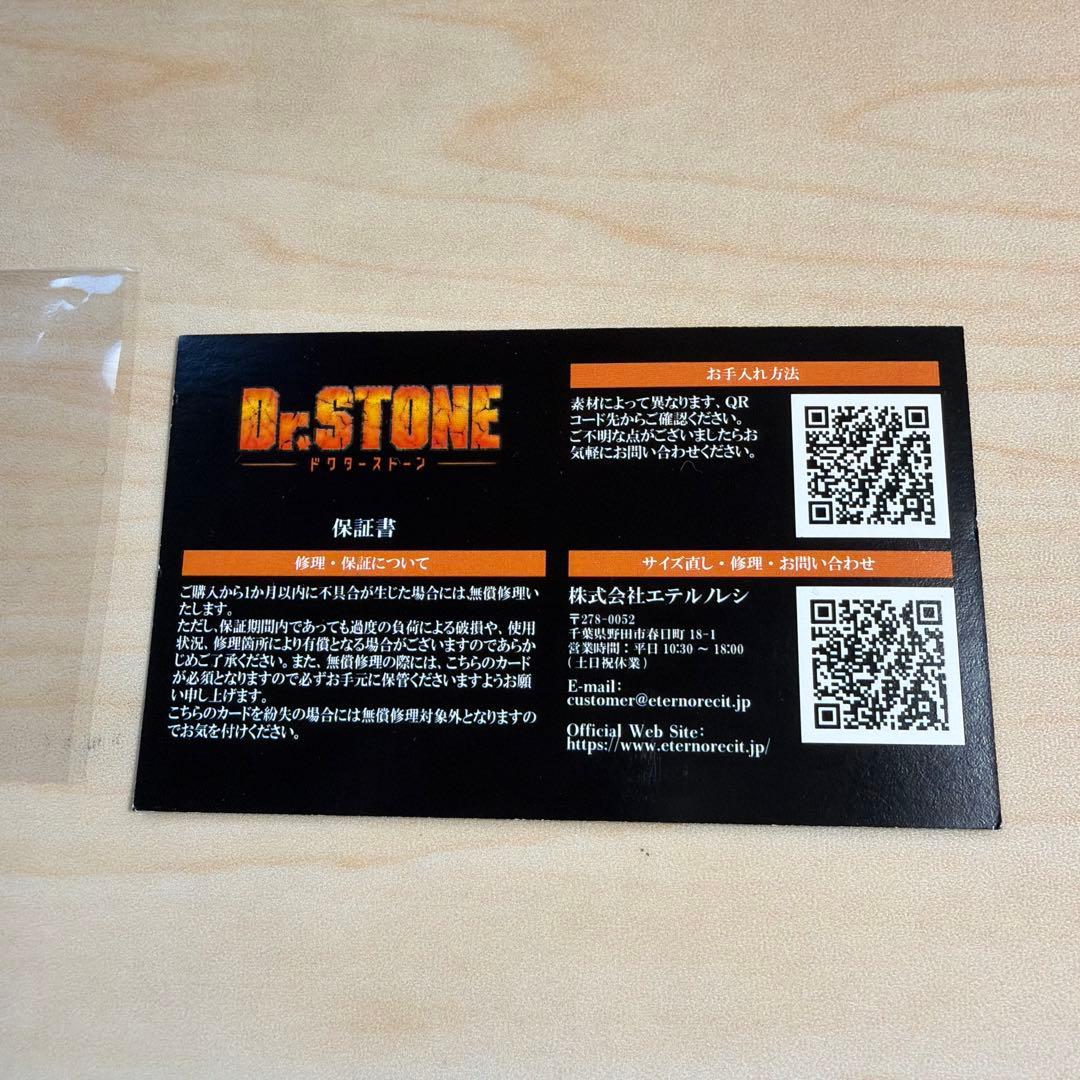 Dr.STONE
ドクターストーン
保証書
修理・保証について
ご購入から1か月以内に不具合が生じた場合には、無償修理い
たします。
ただし、保証期間内であっても過度の負荷による破損や、使用
状況、修理箇所により有償となる場合がございますのであらか
じめご了承ください。また、無償修理の際には、こちらのカード
が必須となりますので必ずお手元に保管くださいますようお願
い申し上げます。
こちらのカードを紛失の場合には無償修理対象外となりますの
でお気を付けください。
お手入れ方法
素材によって異なります、QR
コード先からご確認ください。
ご不明な点がございましたらお
気軽にお問い合わせください。
サイズ直し・修理・お問い合わせ
株式会社エテルノレシ
〒278-0052
千葉県野田市春日町 18-1
営業時間：平日 10:30 ～ 18:00
(土日祝休業)
E-mail:
customer@eternorecit.jp
Official Web Site:
https://www.eternorecit.jp/